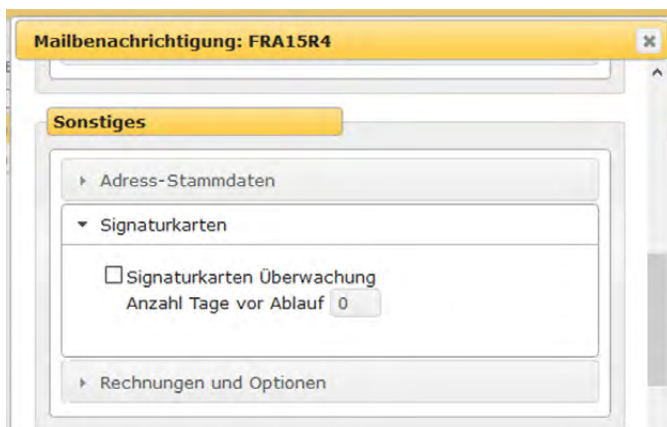 Mailbenachrichtigung: FRA15R4
Sonstiges
Adress-Stammdaten
Signaturkarten
Signaturkarten Überwachung
Anzahl Tage vor Ablauf 0
Rechnungen und Optionen